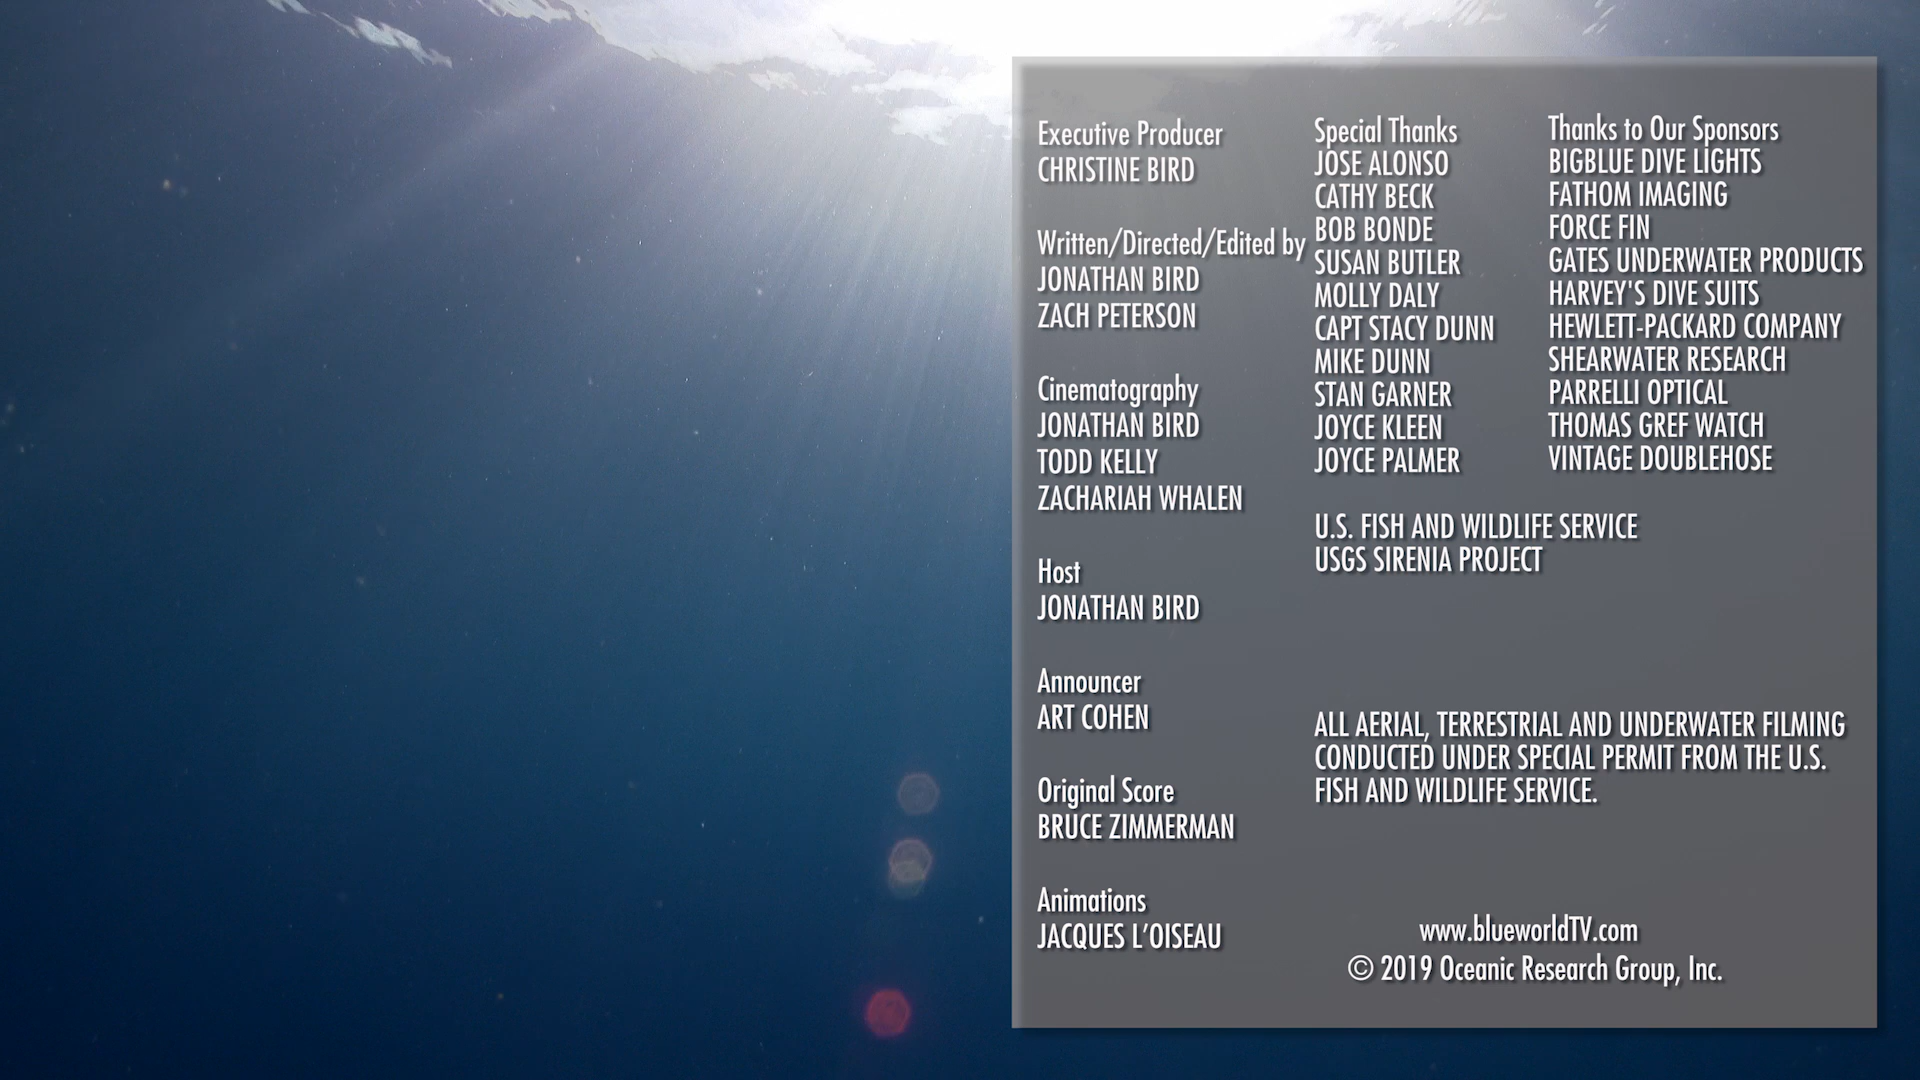 Executive Producer
CHRISTINE BIRD
Written/Directed/Edited by
JONATHAN BIRD
ZACH PETERSON
Cinematography
JONATHAN BIRD
TODD KELLY
ZACHARIAH WHALEN
Host
JONATHAN BIRD
Announcer
ART COHEN
Original Score
BRUCE ZIMMERMAN
Animations
JACQUES L’OISEAU
Special Thanks
JOSE ALONSO
CATHY BECK
BOB BONDE
SUSAN BUTLER
MOLLY DALY
CAPT STACY DUNN
MIKE DUNN
STAN GARNER
JOYCE KLEEN
JOYCE PALMER
U.S. FISH AND WILDLIFE SERVICE
USGS SIRENIA PROJECT
Thanks to Our Sponsors
BIGBLUE DIVE LIGHTS
FATHOM IMAGING
FORCE FIN
GATES UNDERWATER PRODUCTS
HARVEY'S DIVE SUITS
HEWLETT-PACKARD COMPANY
SHEARWATER RESEARCH
PARRELLI OPTICAL
THOMAS GREF WATCH
VINTAGE DOUBLEHOSE
ALL AERIAL, TERRESTRIAL AND UNDERWATER FILMING
CONDUCTED UNDER SPECIAL PERMIT FROM THE U.S.
FISH AND WILDLIFE SERVICE.
www.blueworldTV.com
© 2019 Oceanic Research Group, Inc.